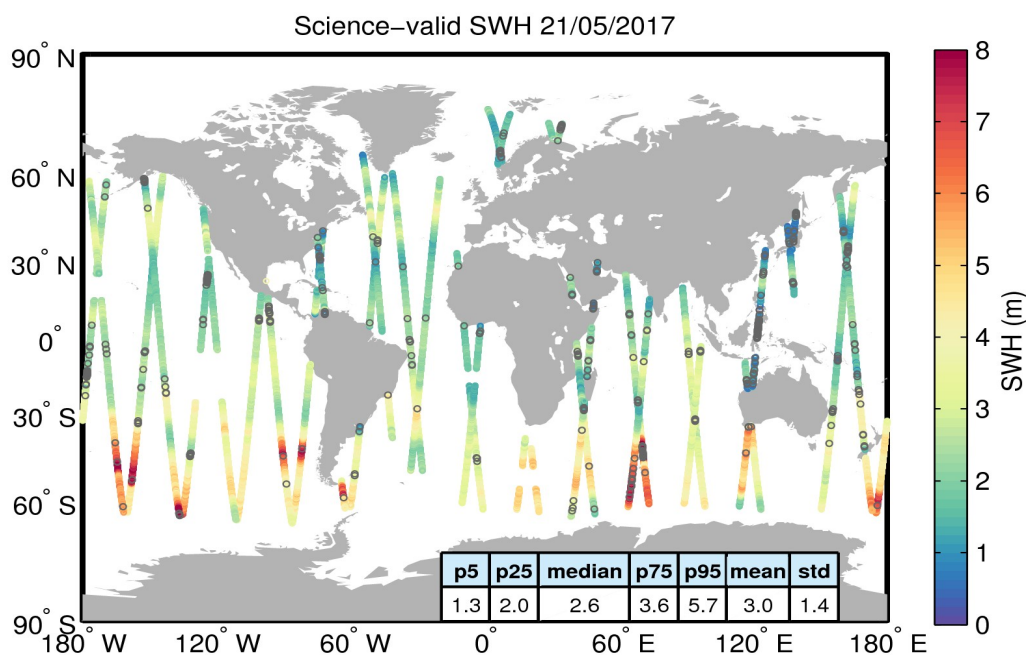 Science−valid SWH 21/05/2017
90° N
60° N
30° N
0°
30° S
60° S
90° S
180° W
120° W
60° W
0°
60° E
120° E
180° E
8
7
6
5
4
3
2
1
0
SWH (m)
p5 p25 median p75 p95 mean std
1.3 2.0 2.6 3.6 5.7 3.0 1.4